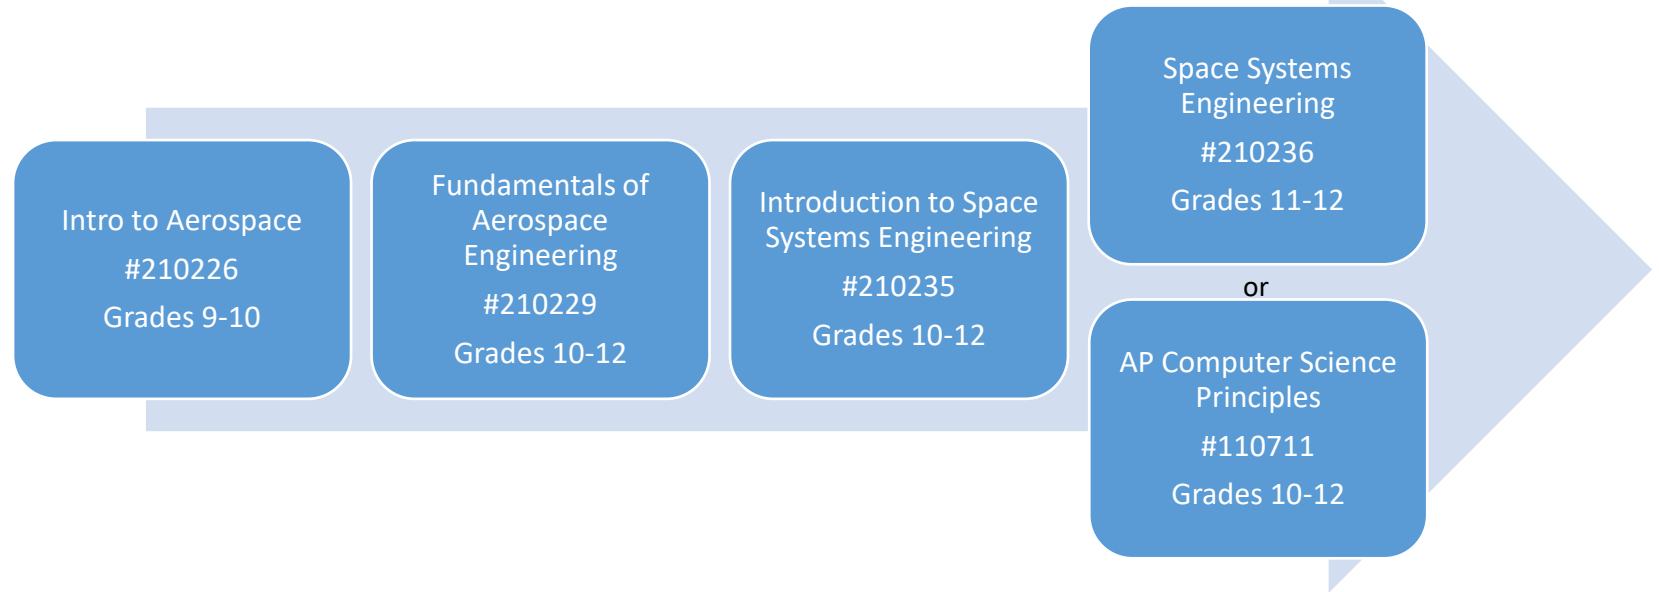 Intro to Aerospace
#210226
Grades 9-10
Fundamentals of
Aerospace
Engineering
#210229
Grades 10-12
Introduction to Space
Systems Engineering
#210235
Grades 10-12
Space Systems
Engineering
#210236
Grades 11-12
or
AP Computer Science
Principles
#110711
Grades 10-12